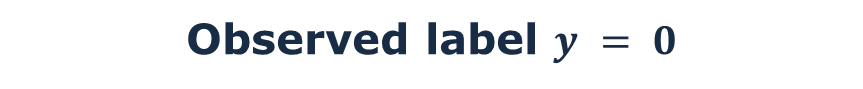 Observed label y = 0